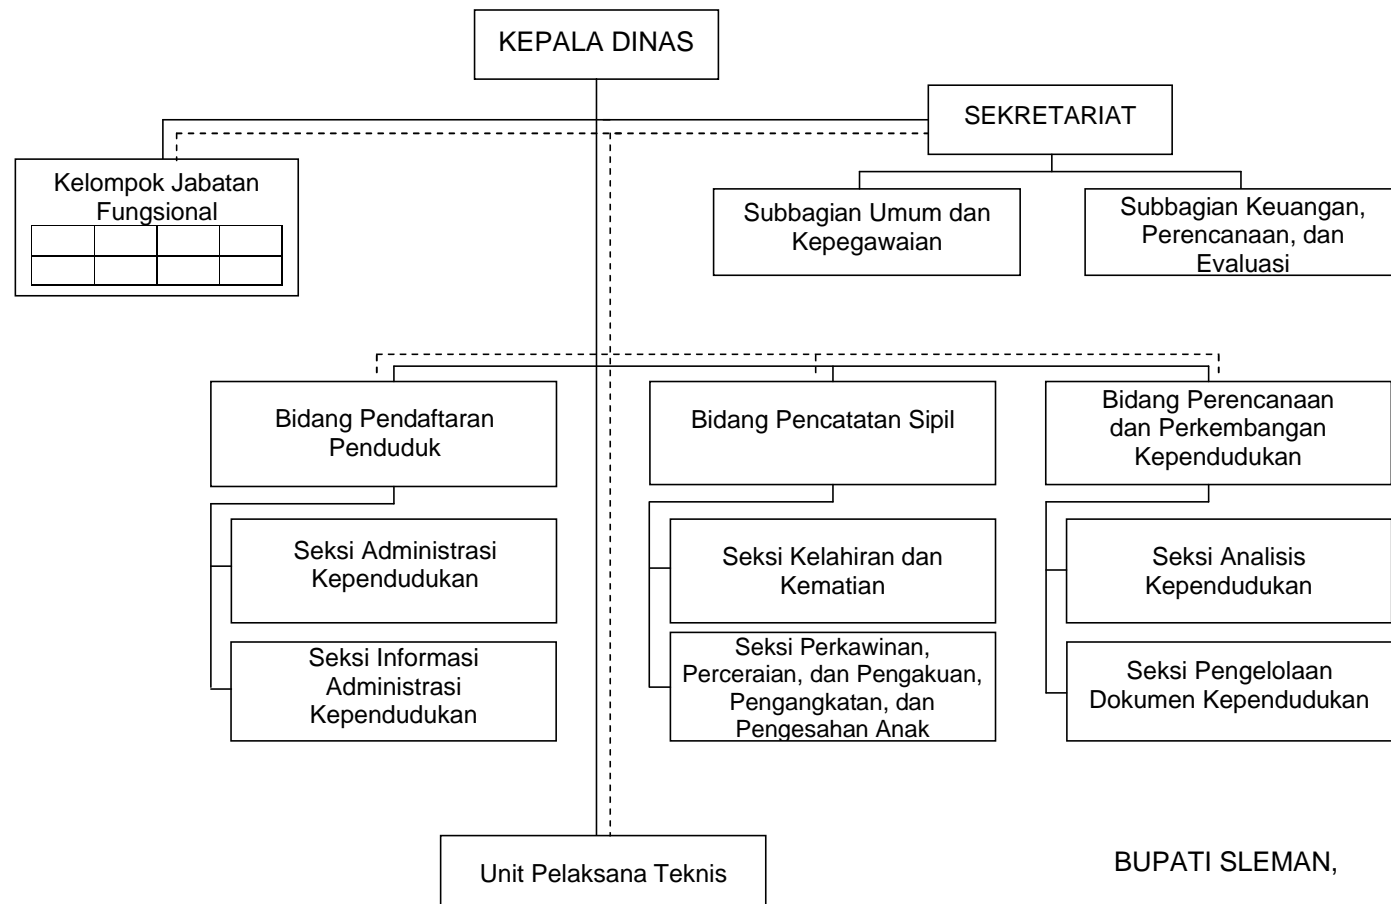 KEPALA DINAS
SEKRETARIAT
Kelompok Jabatan
Fungsional
Subbagian Umum dan
Kepegawaian
Subbagian Keuangan,
Perencanaan, dan
Evaluasi
Bidang Pendaftaran
Penduduk
Bidang Pencatatan Sipil
Bidang Perencanaan
dan Perkembangan
Kependudukan
Seksi Administrasi
Kependudukan
Seksi Kelahiran dan
Kematian
Seksi Analisis
Kependudukan
Seksi Informasi
Administrasi
Kependudukan
Seksi Perkawinan,
Perceraian, dan Pengakuan,
Pengangkatan, dan
Pengesahan Anak
Seksi Pengelolaan
Dokumen Kependudukan
Unit Pelaksana Teknis
BUPATI SLEMAN,